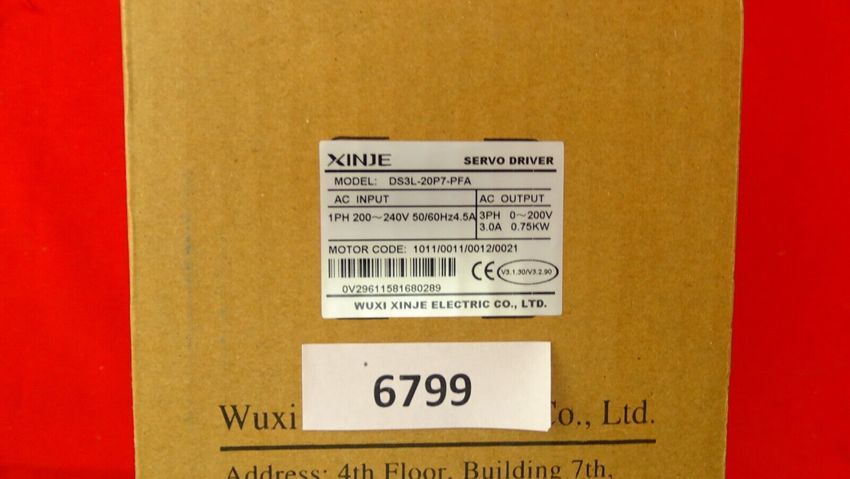 XINJE SERVO DRIVER
MODEL: DS3L-20P7-PFA
AC INPUT AC OUTPUT
1PH 200~240V 50/60Hz4.5A 3PH 0~200V
3.0A 0.75KW
MOTOR CODE: 1011/0011/0012/0021
CE V3.1.30/V3.2.90
0V29611581680289
WUXI XINJE ELECTRIC CO., LTD.
6799
Wuxi Co., Ltd.
Address: 4th Floor, Building 7th,